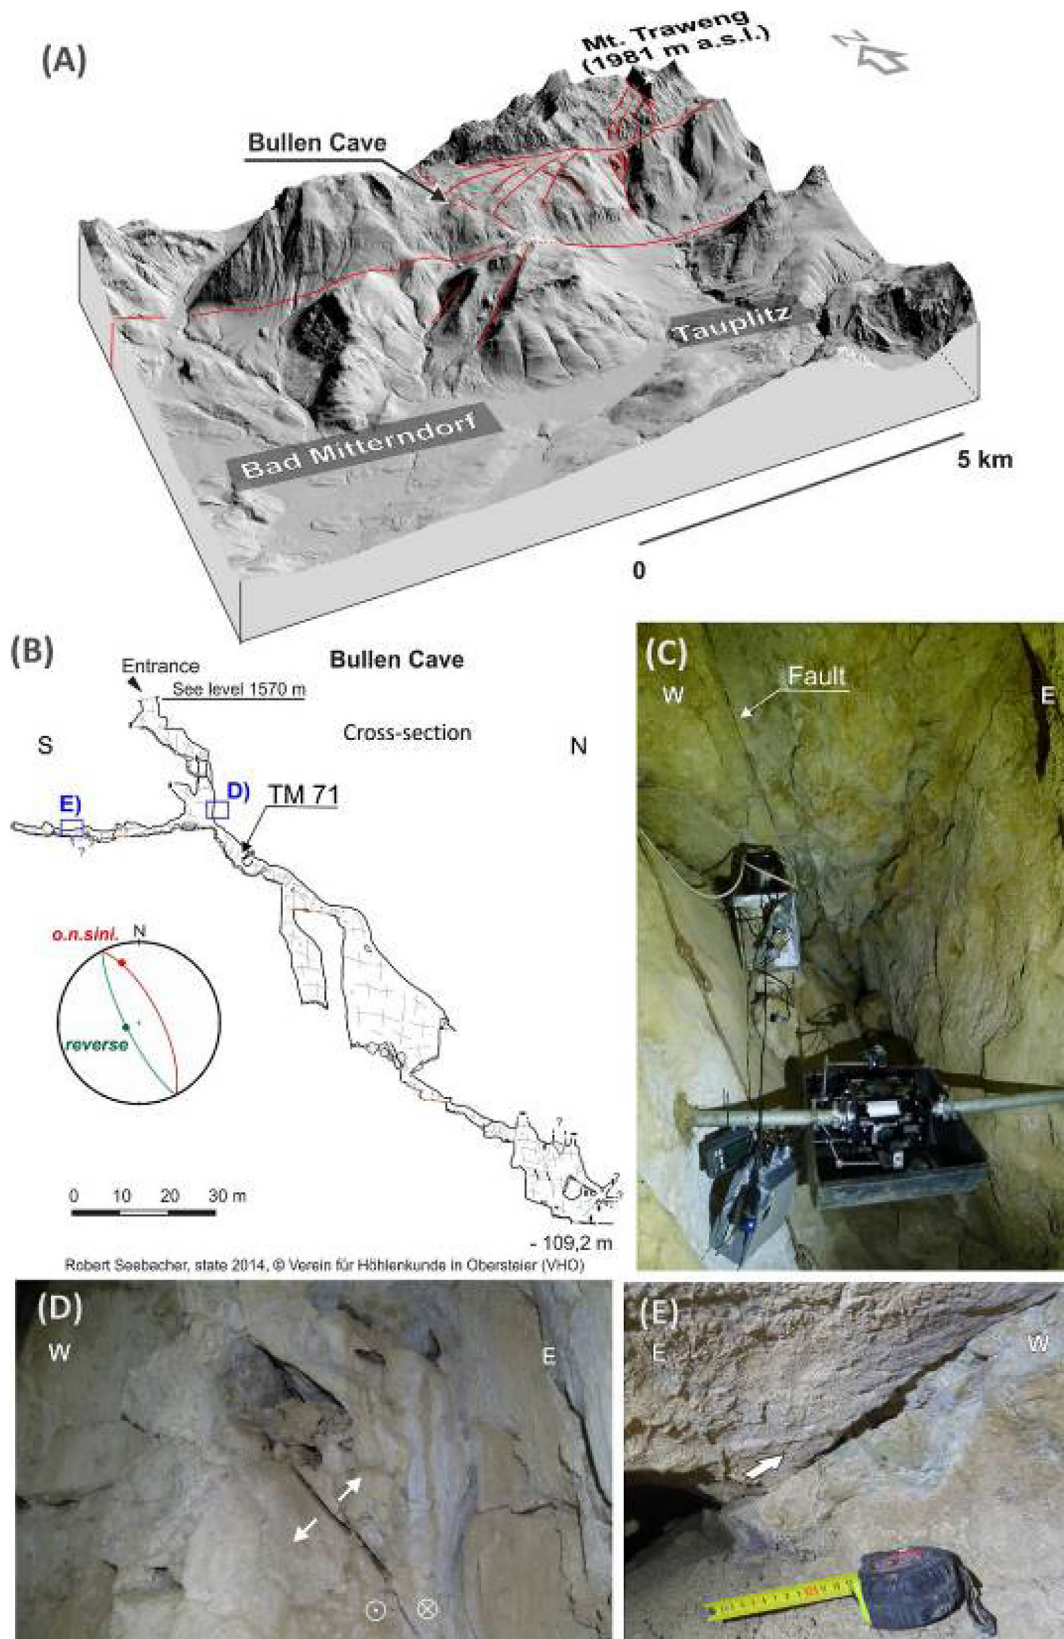 (A)
Mt. Traweng
(1981 m a.s.l.)
N
Bullen Cave
Tauplitz
Bad Mitterndorf
5 km
0
(B)
Bullen Cave
Entrance
See level 1570 m
Cross-section
S
N
E)
D)
TM 71
?
o.n.sini.
N
reverse
?
?
?
0 10 20 30 m
- 109,2 m
Robert Seebacher, state 2014, © Verein für Höhlenkunde in Obersteier (VHO)
(C)
Fault
W
E
(D)
W
E
(E)
E
W